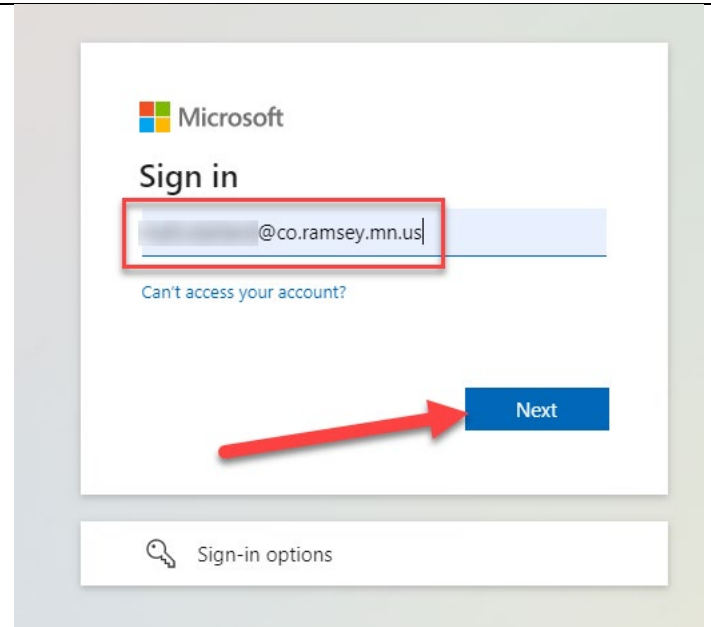 Microsoft
Sign in
@co.ramsey.mn.us
Can't access your account?
Next
Sign-in options